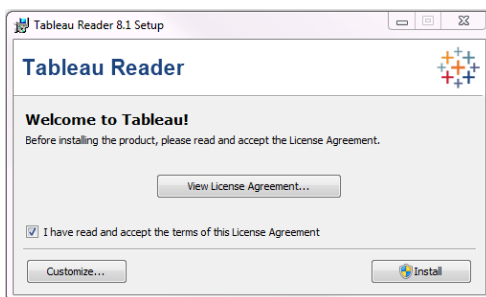 Tableau Reader 8.1 Setup
Tableau Reader
Welcome to Tableau!
Before installing the product, please read and accept the License Agreement.
View License Agreement...
I have read and accept the terms of this License Agreement
Customize...
Install